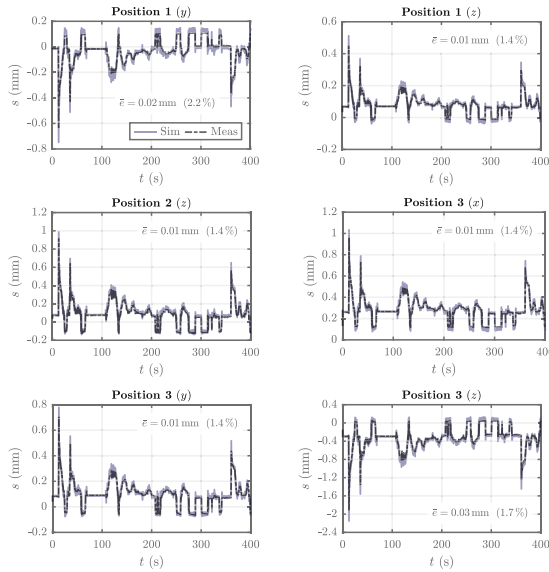 Position 1 (y)
0.2
0
−0.2
−0.4
−0.6
−0.8
s (mm)
ē = 0.02 mm (2.2 %)
Sim Meas
0 100 200 300 400
t (s)
Position 1 (z)
0.6
0.4
0.2
0
−0.2
s (mm)
ē = 0.01 mm (1.4 %)
0 100 200 300 400
t (s)
Position 2 (z)
1.2
1
0.8
0.6
0.4
0.2
0
−0.2
s (mm)
ē = 0.01 mm (1.4 %)
0 100 200 300 400
t (s)
Position 3 (x)
1.2
1
0.8
0.6
0.4
0.2
0
s (mm)
ē = 0.01 mm (1.4 %)
0 100 200 300 400
t (s)
Position 3 (y)
0.8
0.6
0.4
0.2
0
−0.2
s (mm)
ē = 0.01 mm (1.4 %)
0 100 200 300 400
t (s)
Position 3 (z)
0.4
0
−0.4
−0.8
−1.2
−1.6
−2
−2.4
s (mm)
ē = 0.03 mm (1.7 %)
0 100 200 300 400
t (s)